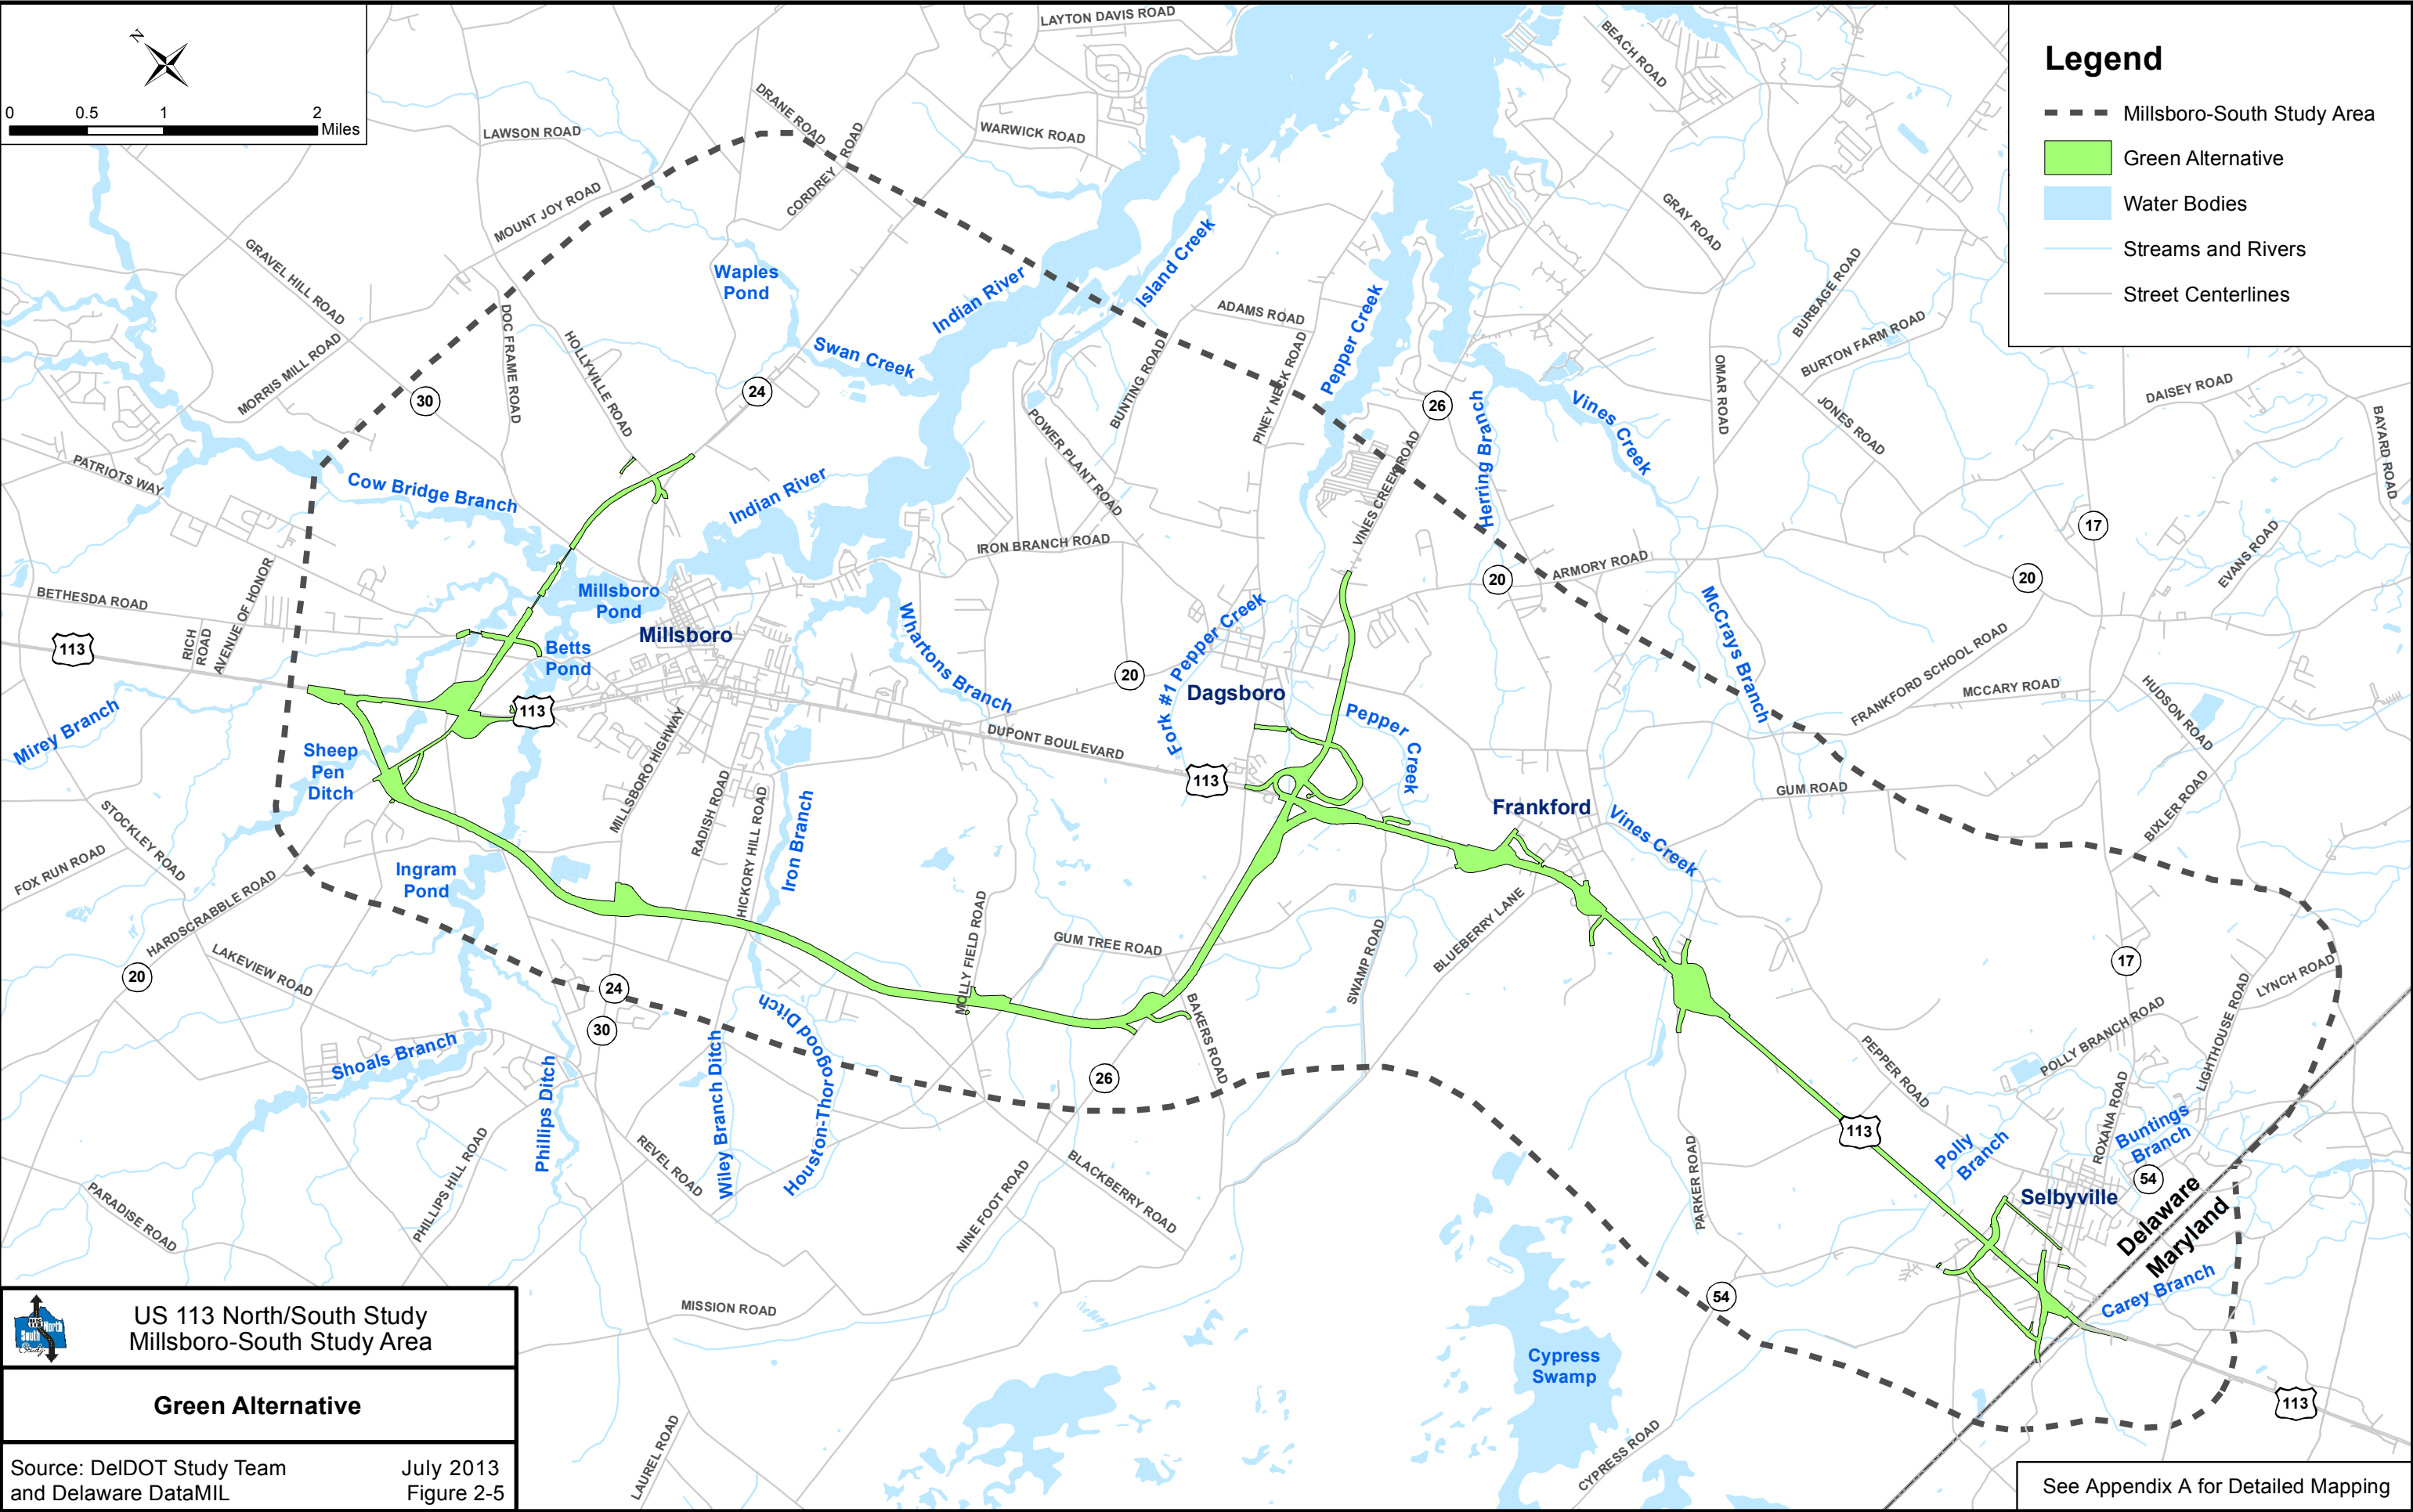 N
0 0.5 1 2
Miles
Legend
Millsboro-South Study Area
Green Alternative
Water Bodies
Streams and Rivers
Street Centerlines
LAYTON DAVIS ROAD
BEACH ROAD
DRANE ROAD
LAWSON ROAD
CORDREY ROAD
WARWICK ROAD
MOUNT JOY ROAD
GRAY ROAD
GRAVEL HILL ROAD
Waples
Pond
Indian River
Island Creek
ADAMS ROAD
Pepper Creek
BURBAGE ROAD
BURTON FARM ROAD
MORRIS MILL ROAD
DOC FRAME ROAD
HOLLYVILLE ROAD
Swan Creek
BUNTING ROAD
PINEY NECK ROAD
OMAR ROAD
DAISEY ROAD
30
24
26
Herring Branch
Vines Creek
JONES ROAD
BAYARD ROAD
POWER PLANT ROAD
VINES CREEK ROAD
PATRIOTS WAY
Cow Bridge Branch
Indian River
17
EVANS ROAD
IRON BRANCH ROAD
ARMORY ROAD
20
20
BETHESDA ROAD
AVENUE OF HONOR
RICH
ROAD
Millsboro
Pond
Millsboro
Betts
Pond
113
Whartons Branch
Fork #1 Pepper Creek
McCrays Branch
FRANKFORD SCHOOL ROAD
MCCARY ROAD
HUDSON ROAD
20
Dagsboro
113
Mirey Branch
Sheep
Pen
Ditch
MILLSBORO HIGHWAY
DUPONT BOULEVARD
Pepper Creek
113
RADISH ROAD
HICKORY HILL ROAD
Iron Branch
Frankford
Vines Creek
GUM ROAD
BIXLER ROAD
STOCKLEY ROAD
FOX RUN ROAD
Ingram
Pond
HARDSCRABBLE ROAD
LAKEVIEW ROAD
20
MOLLY FIELD ROAD
GUM TREE ROAD
SWAMP ROAD
BLUEBERRY LANE
17
LYNCH ROAD
24
30
Houston-Thorogood Ditch
BAKERS ROAD
26
Shoals Branch
Phillips Ditch
Wiley Branch Ditch
PEPPER ROAD
POLLY BRANCH ROAD
LIGHTHOUSE ROAD
ROXANA ROAD
Buntings
Branch
113
Polly
Branch
54
REVEL ROAD
BLACKBERRY ROAD
NINE FOOT ROAD
PARKER ROAD
Selbyville
Delaware
Maryland
PARADISE ROAD
PHILLIPS HILL ROAD
Carey Branch
54
MISSION ROAD
Cypress
Swamp
113
LAUREL ROAD
CYPRESS ROAD
US 113 North/South Study
Millsboro-South Study Area
Green Alternative
Source: DelDOT Study Team July 2013
and Delaware DataMIL Figure 2-5
See Appendix A for Detailed Mapping